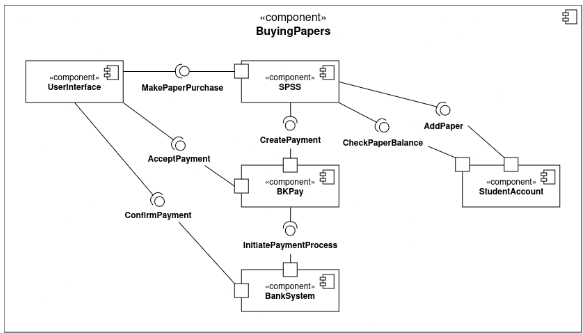 «component»
BuyingPapers
«component»
UserInterface
MakePaperPurchase
«component»
SPSS
AddPaper
CreatePayment
CheckPaperBalance
AcceptPayment
«component»
BKPay
«component»
StudentAccount
ConfirmPayment
InitiatePaymentProcess
«component»
BankSystem